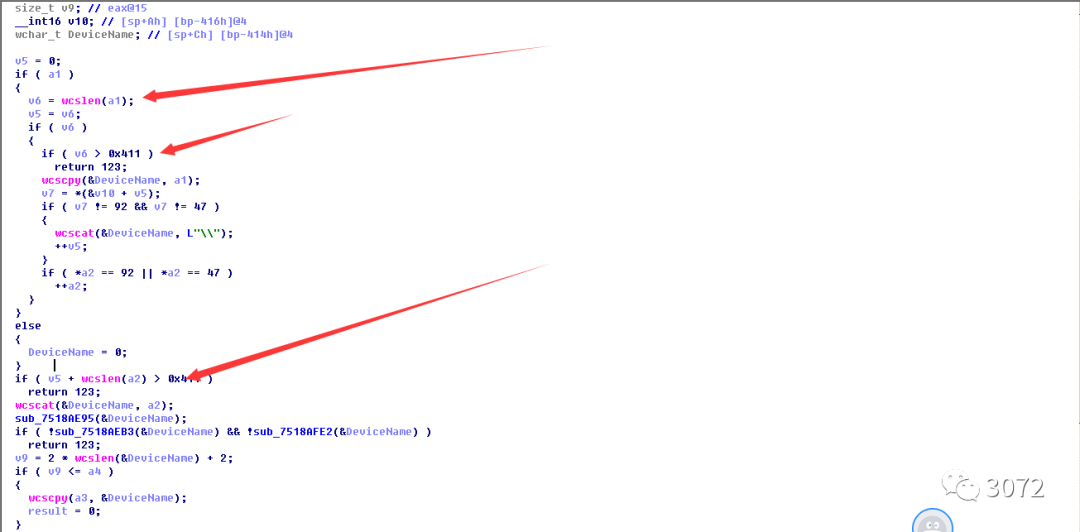 size_t v9; // eax@15
__int16 v10; // [sp+Ah] [bp-416h]@4
wchar_t DeviceName; // [sp+Ch] [bp-414h]@4
v5 = 0;
if ( a1 )
{
v6 = wcslen(a1);
v5 = v6;
if ( v6 )
{
if ( v6 > 0x411 )
return 123;
wcscpy(&DeviceName, a1);
v7 = *(&v10 + v5);
if ( v7 != 92 && v7 != 47 )
{
wcscat(&DeviceName, L"\\");
++v5;
}
if ( *a2 == 92 || *a2 == 47 )
++a2;
}
}
else
{
DeviceName = 0;
}
if ( v5 + wcslen(a2) > )
return 123;
wcscat(&DeviceName, a2);
sub_7518AE95(&DeviceName);
if ( !sub_7518AEB3(&DeviceName) && !sub_7518AFE2(&DeviceName) )
return 123;
v9 = 2 * wcslen(&DeviceName) + 2;
if ( v9 <= a4 )
{
wcscpy(a3, &DeviceName);
result = 0;
}
3072